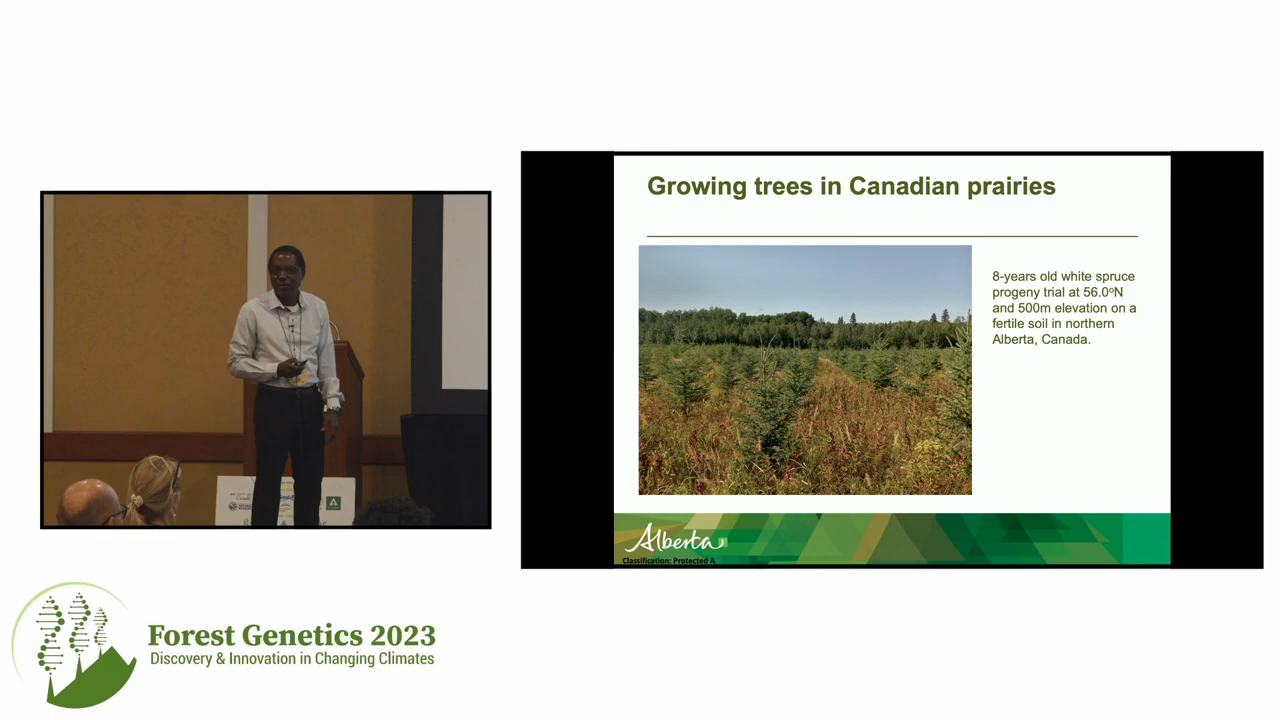 Growing trees in Canadian prairies
8-years old white spruce
progeny trial at 56.0ºN
and 500m elevation on a
fertile soil in northern
Alberta, Canada.
Alberta
Classification: Protected A
Forest Genetics 2023
Discovery & Innovation in Changing Climates